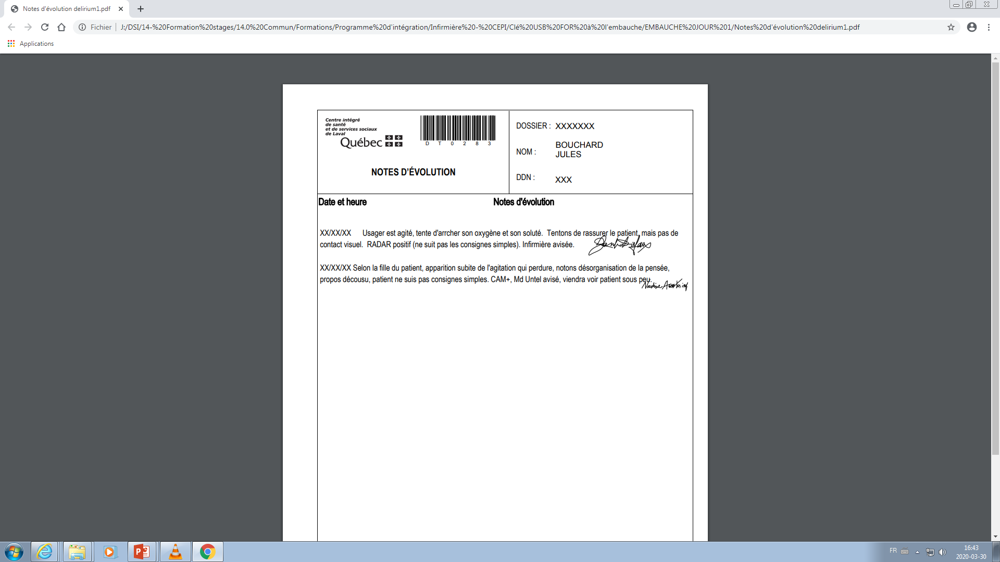 Notes d'évolution delirium1.pdf
Fichier
J:/DSI/14-%20Formation%20stages/14.0%20Commun/Formations/Programme%20d'intégration/Infirmière%20-%20CEPI/Clé%20USB%20FOR%20à%20l'embauche/EMBAUCHE%20JOUR%201/Notes%20d'évolution%20delirium1.pdf
Applications
Centre intégré
de santé
et de services sociaux
de Laval
Québec
DT0283
NOTES D'ÉVOLUTION
DOSSIER : XXXXXXX
NOM : BOUCHARD
JULES
DDN : XXX
Date et heure Notes d'évolution
XX/XX/XX Usager est agité, tente d'arrcher son oxygène et son soluté. Tentons de rassurer le patient, mais pas de
contact visuel. RADAR positif (ne suit pas les consignes simples). Infirmière avisée.
XX/XX/XX Selon la fille du patient, apparition subite de l'agitation qui perdure, notons désorganisation de la pensée,
propos décousu, patient ne suis pas consignes simples. CAM+, Md Untel avisé, viendra voir patient sous peu.
Nadine
FR
16:43
2020-03-30